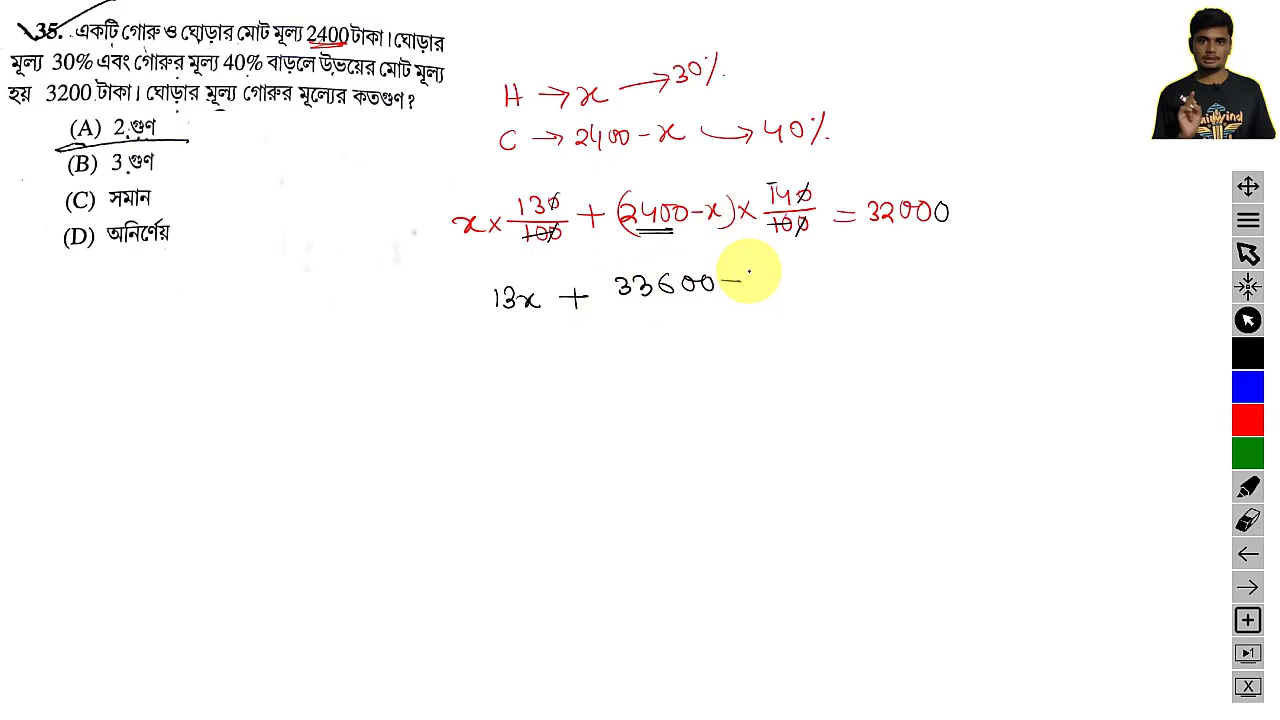 35. একটি গোরু ও ঘোড়ার মোট মূল্য 2400 টাকা। ঘোড়ার
মূল্য 30% এবং গোরুর মূল্য 40% বাড়লে উভয়ের মোট মূল্য
হয় 3200 টাকা। ঘোড়ার মূল্য গোরুর মূল্যের কতগুণ ?
(A) 2 গুণ
(B) 3 গুণ
(C) সমান
(D) অনির্ণেয়
H → x → 30%.
C → 2400 - x → 40%.
x × 130/100 + (2400 - x) × 140/100 = 32000
13x + 33600 -